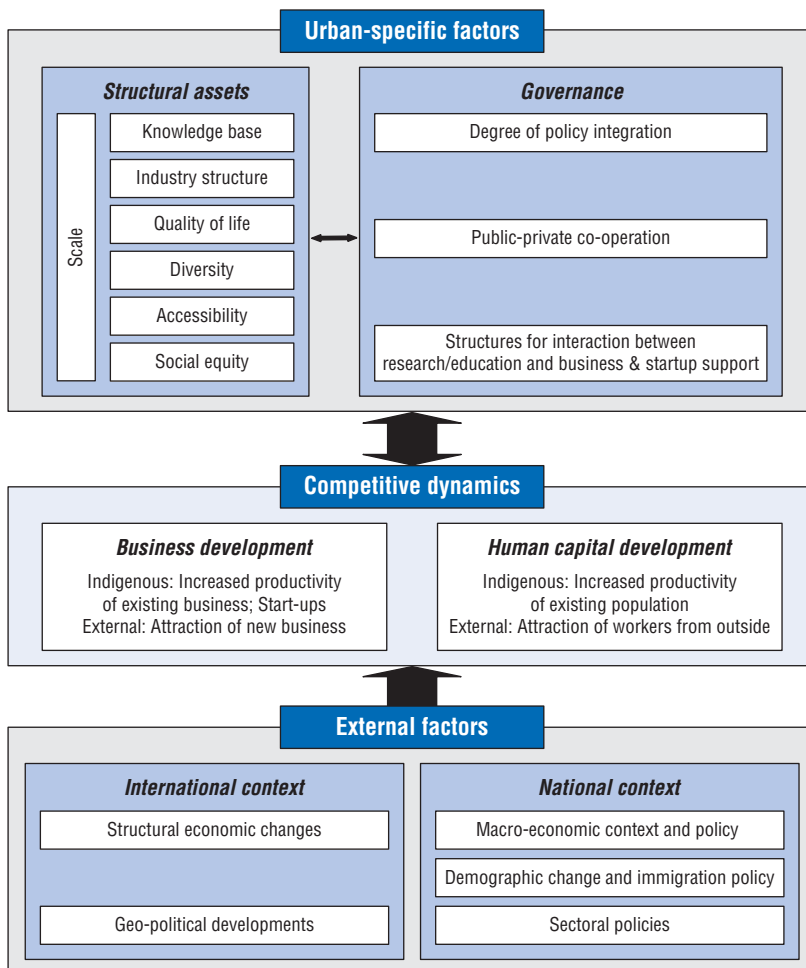 Urban-specific factors
Structural assets
Scale
Knowledge base
Industry structure
Quality of life
Diversity
Accessibility
Social equity
Governance
Degree of policy integration
Public-private co-operation
Structures for interaction between
research/education and business & startup support
Competitive dynamics
Business development
Indigenous: Increased productivity
of existing business; Start-ups
External: Attraction of new business
Human capital development
Indigenous: Increased productivity
of existing population
External: Attraction of workers from outside
External factors
International context
Structural economic changes
Geo-political developments
National context
Macro-economic context and policy
Demographic change and immigration policy
Sectoral policies